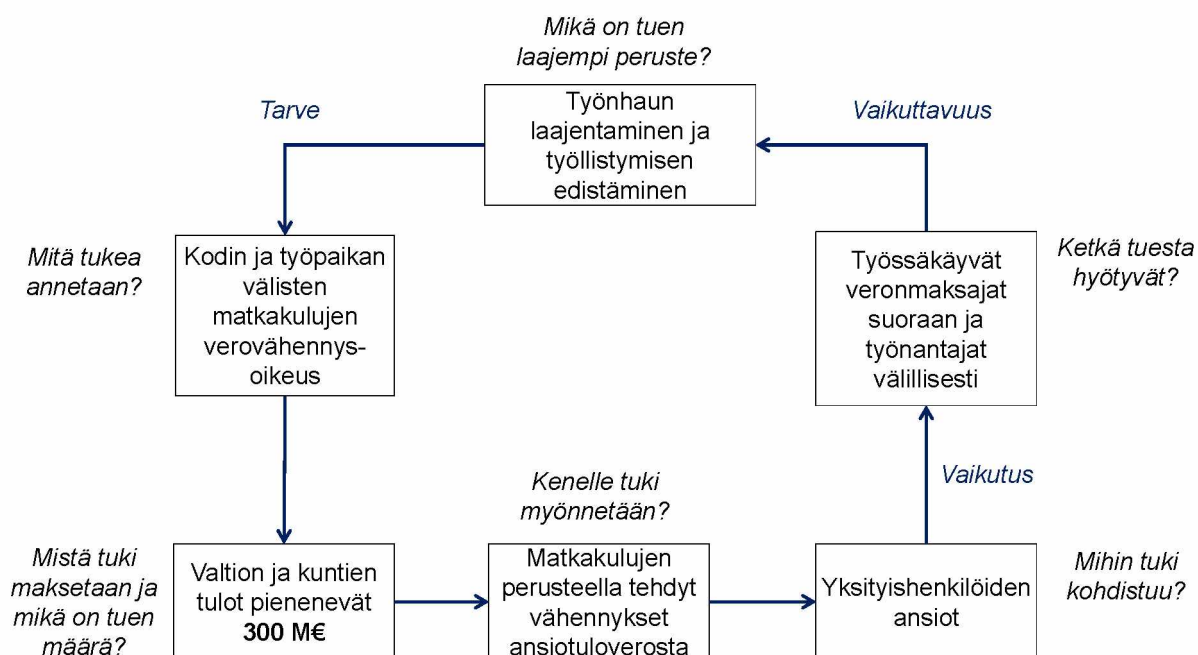 Mikä on tuen
laajempi peruste?
Tarve
Työnhaun
laajentaminen ja
työllistymisen
edistäminen
Vaikuttavuus
Mitä tukea
annetaan?
Kodin ja työpaikan
välisten
matkakulujen
verovähennys-
oikeus
Työssäkäyvät
veronmaksajat
suoraan ja
työnantajat
välillisesti
Ketkä tuesta
hyötyvät?
Vaikutus
Kenelle tuki
myönnetään?
Mistä tuki
maksetaan ja
mikä on tuen
määrä?
Valtion ja kuntien
tulot pienenevät
300 M€
Matkakulujen
perusteella tehdyt
vähennykset
ansiotuloverosta
Yksityishenkilöiden
ansiot
Mihin tuki
kohdistuu?